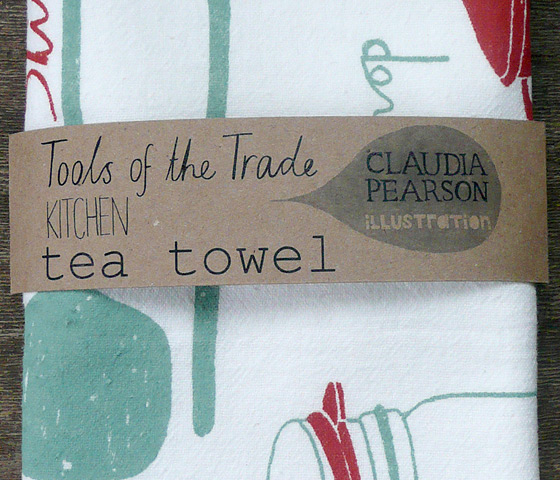 Tools of the Trade
KITCHEN
tea towel
CLAUDIA
PEARSON
illustration